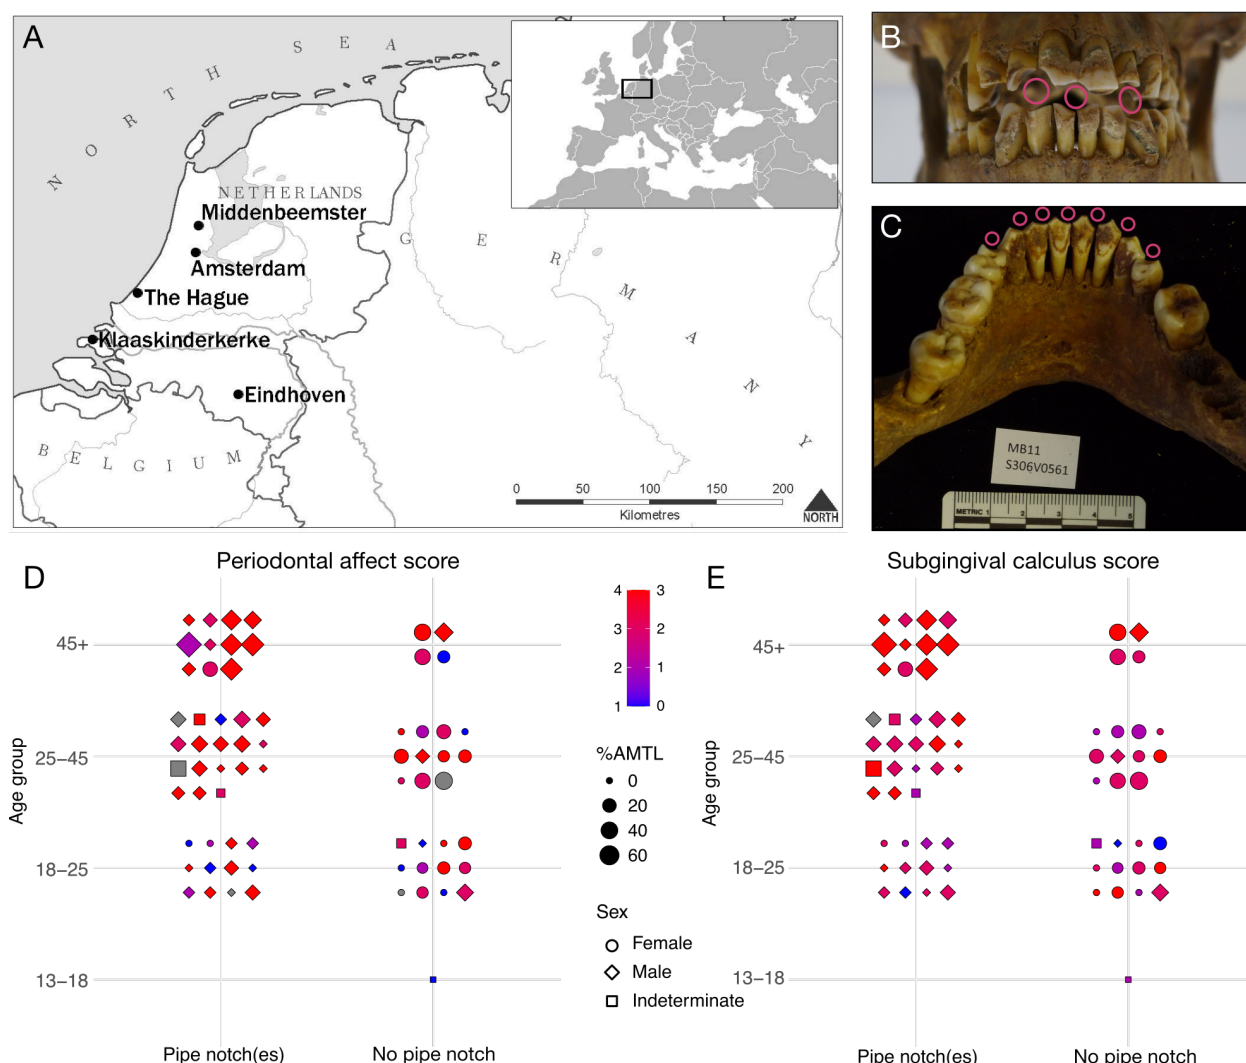 A
NORTH SEA
NETHERLANDS
Middenbeemster
Amsterdam
The Hague
Klaaskinderkerke
Eindhoven
GERMANY
BELGIUM
0 50 100 150 200
Kilometres
NORTH
B
C
MB11
S306V0561
METRIC 1 2 3 4 5
D
Periodontal affect score
Age group
45+
25–45
18–25
13–18
Pipe notch(es)
No pipe notch
4 3
3 2
2 1
1 0
%AMTL
0
20
40
60
Sex
Female
Male
Indeterminate
E
Subgingival calculus score
Age group
45+
25–45
18–25
13–18
Pipe notch(es)
No pipe notch